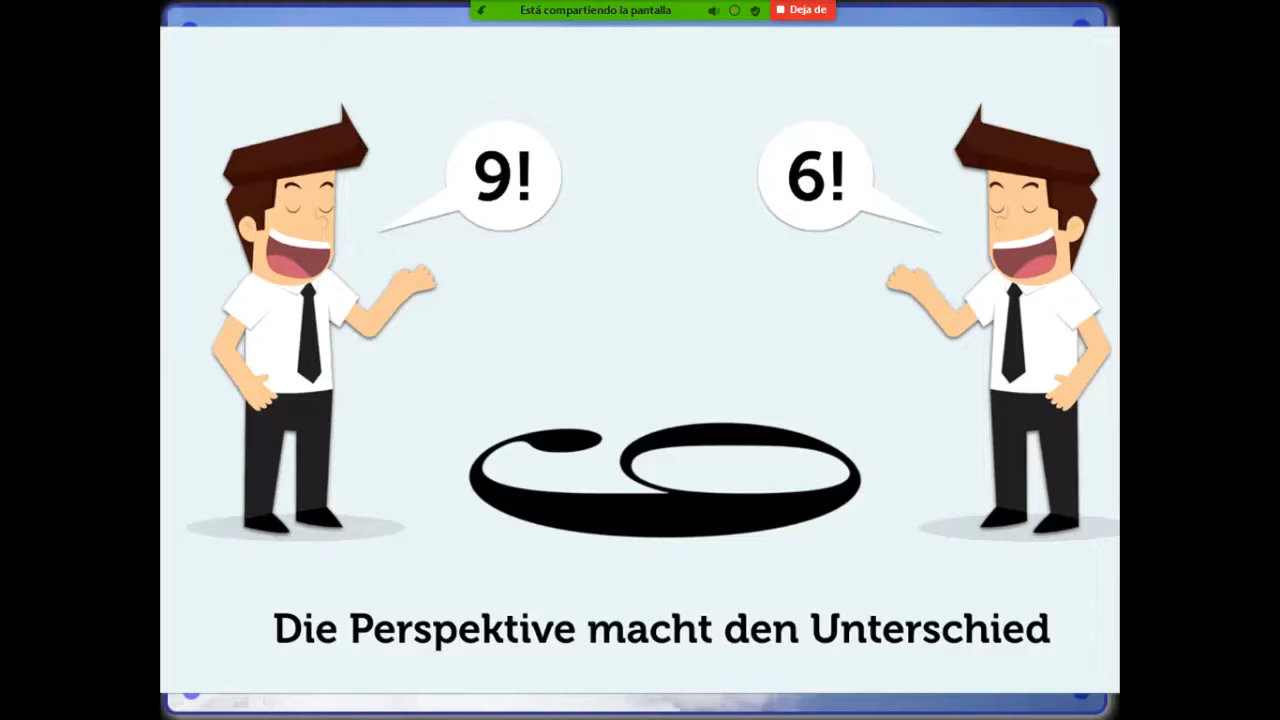 Está compartiendo la pantalla
Deja de
9!
6!
Die Perspektive macht den Unterschied